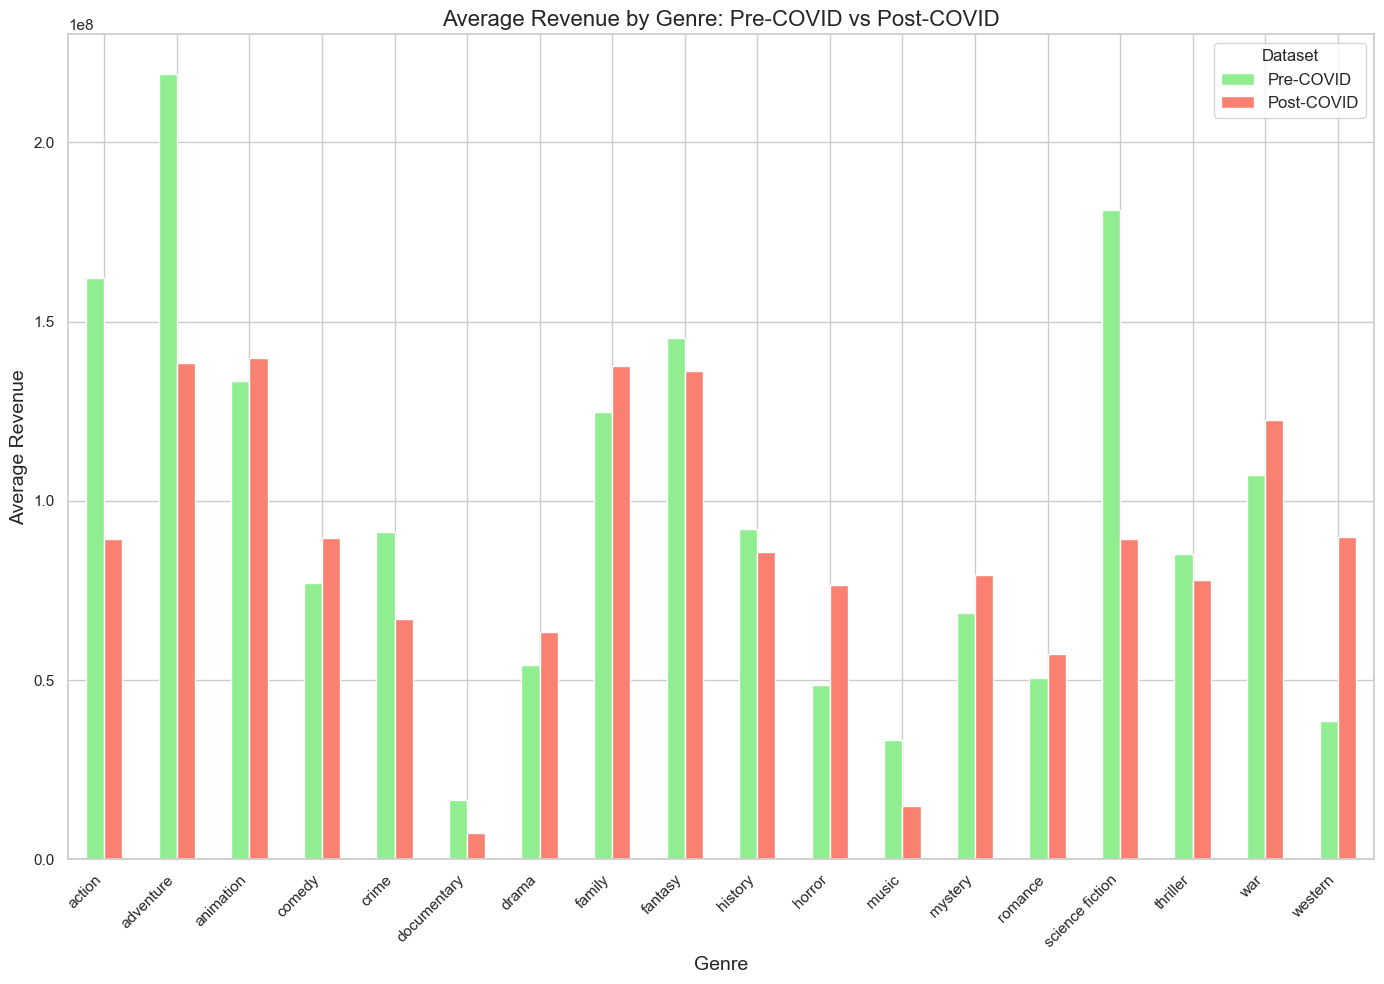 Average Revenue by Genre: Pre-COVID vs Post-COVID
1e8
Dataset
Pre-COVID
Post-COVID
Average Revenue
2.0
1.5
1.0
0.5
0.0
action
adventure
animation
comedy
crime
documentary
drama
family
fantasy
history
horror
music
mystery
romance
science fiction
thriller
war
western
Genre